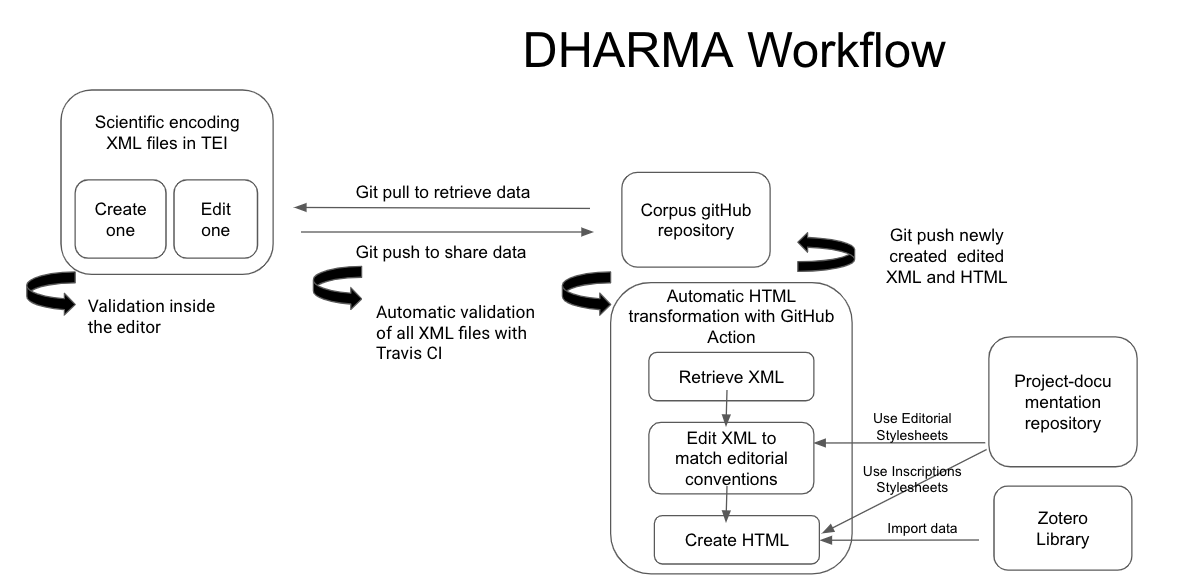 DHARMA Workflow
Scientific encoding
XML files in TEI
Create
one
Edit
one
Git pull to retrieve data
Git push to share data
Corpus gitHub
repository
Git push newly
created edited
XML and HTML
Validation inside
the editor
Automatic validation
of all XML files with
Travis CI
Automatic HTML
transformation with GitHub
Action
Retrieve XML
Edit XML to
match editorial
conventions
Create HTML
Use Editorial
Stylesheets
Use Inscriptions
Stylesheets
Import data
Project-docu
mentation
repository
Zotero
Library